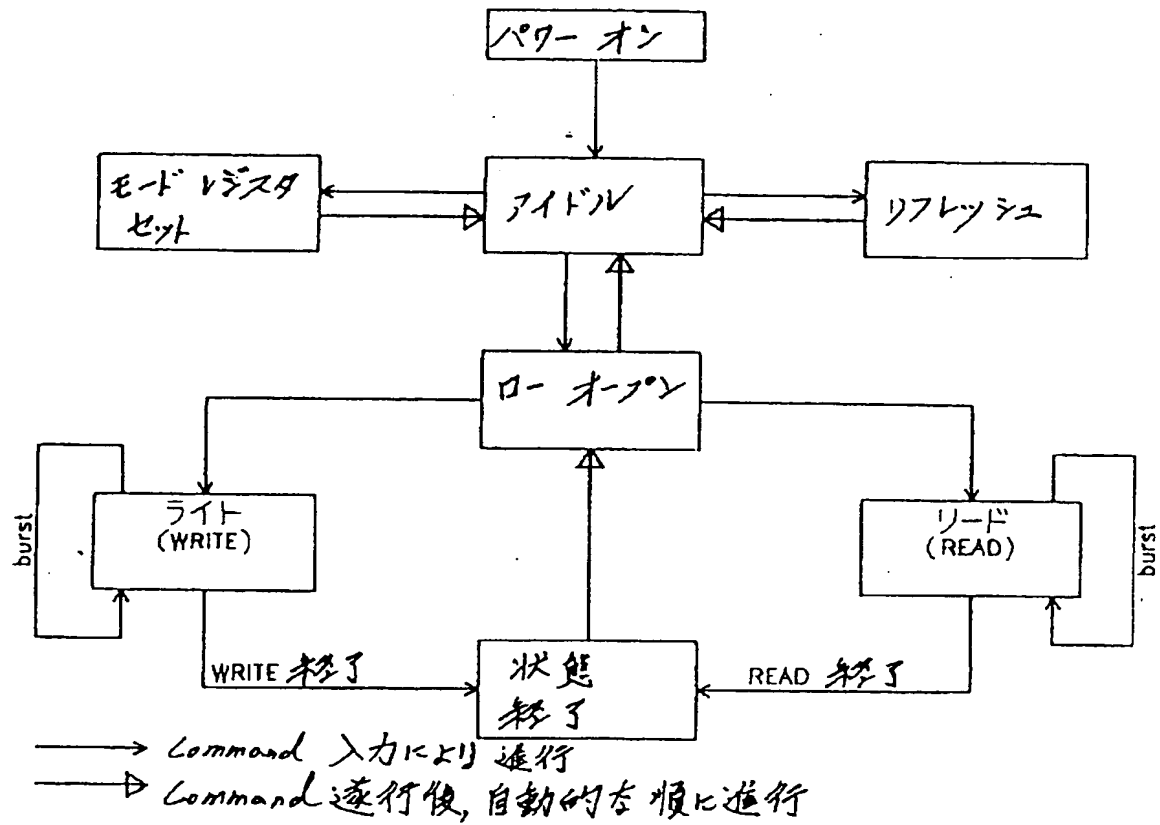 パワー オン
モード レジスタ
セット
アイドル
リフレッシュ
ロー オープン
burst
ライト
(WRITE)
リード
(READ)
burst
WRITE 終了
状態
終了
READ 終了
Command 入力により 進行
Command 遂行後, 自動的な順に進行